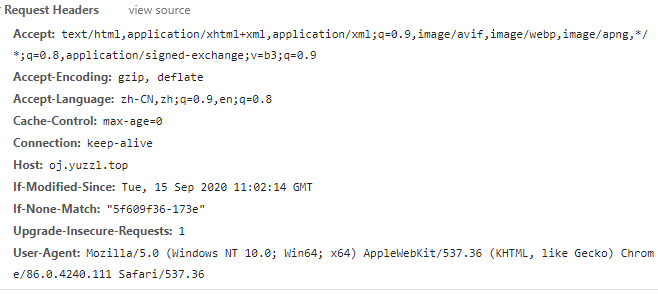 Request Headers view source
Accept: text/html,application/xhtml+xml,application/xml;q=0.9,image/avif,image/webp,image/apng,*/
*;q=0.8,application/signed-exchange;v=b3;q=0.9
Accept-Encoding: gzip, deflate
Accept-Language: zh-CN,zh;q=0.9,en;q=0.8
Cache-Control: max-age=0
Connection: keep-alive
Host: oj.yuzzl.top
If-Modified-Since: Tue, 15 Sep 2020 11:02:14 GMT
If-None-Match: "5f609f36-173e"
Upgrade-Insecure-Requests: 1
User-Agent: Mozilla/5.0 (Windows NT 10.0; Win64; x64) AppleWebKit/537.36 (KHTML, like Gecko) Chrom
e/86.0.4240.111 Safari/537.36